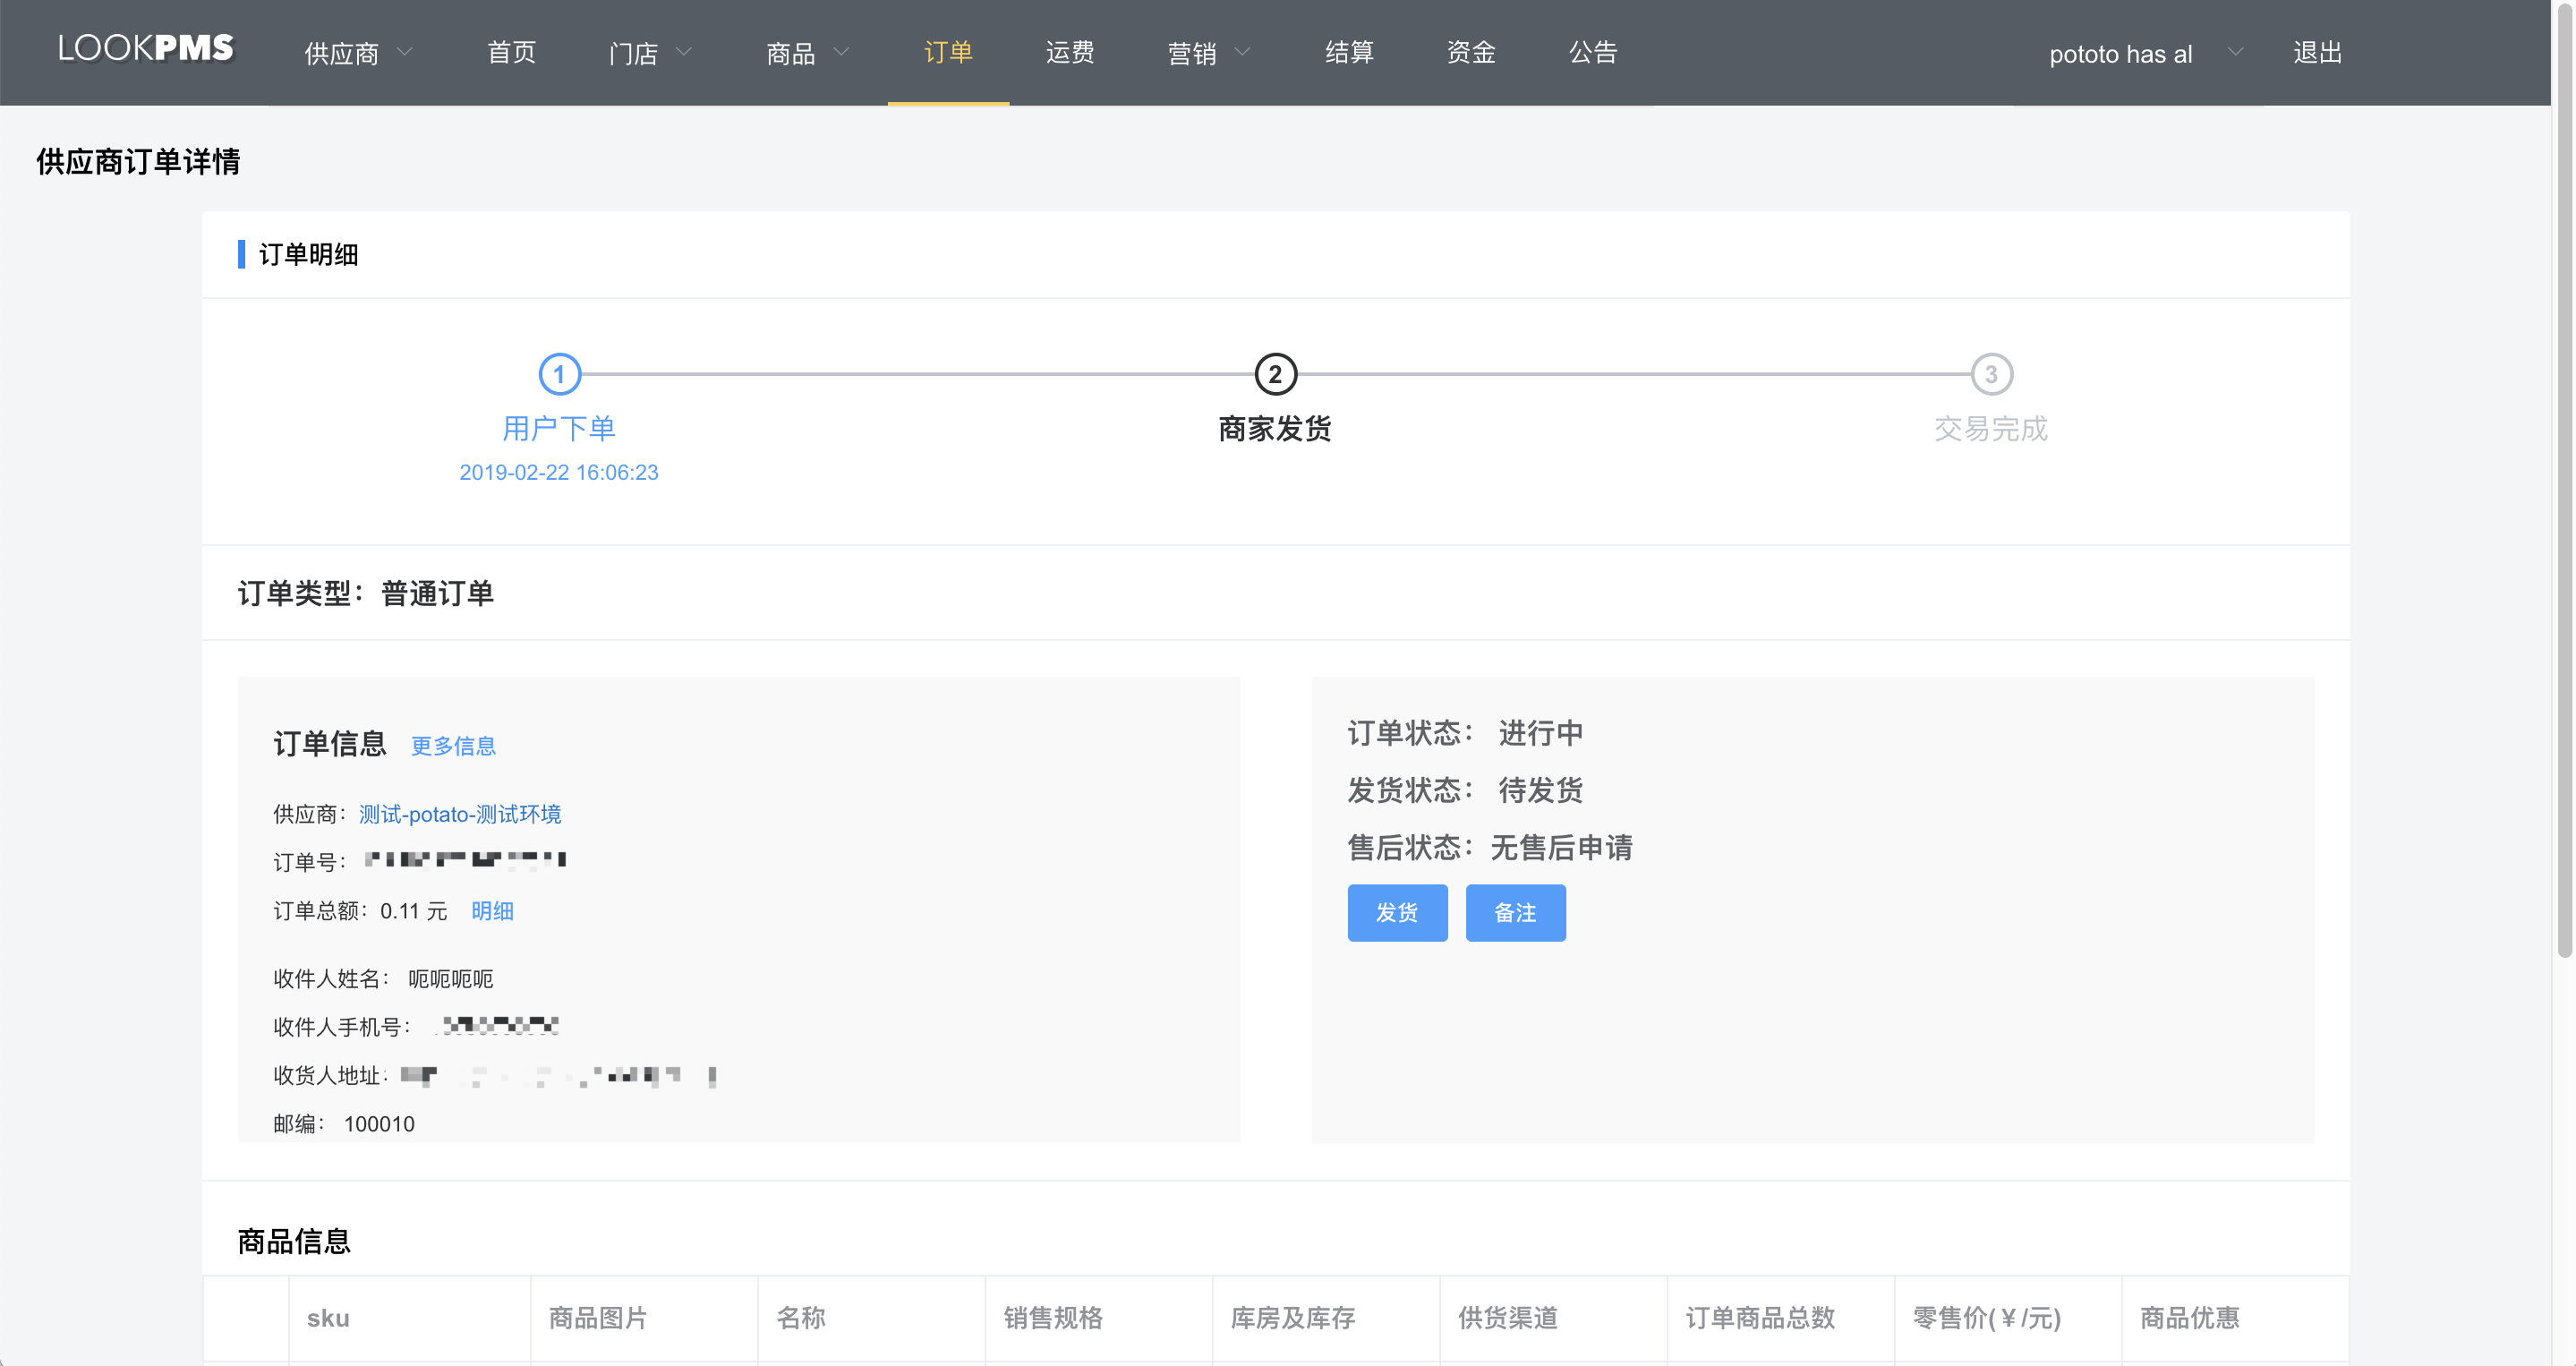 LOOKPMS 供应商 首页 门店 商品 订单 运费 营销 结算 资金 公告 pototo has al 退出
供应商订单详情
订单明细
1 2 3
用户下单 商家发货 交易完成
2019-02-22 16:06:23
订单类型：普通订单
订单信息 更多信息
供应商：测试-potato-测试环境
订单号：
订单总额：0.11 元 明细
收件人姓名： 呃呃呃呃
收件人手机号：
收货人地址：
邮编： 100010
订单状态： 进行中
发货状态： 待发货
售后状态：无售后申请
发货 备注
商品信息
sku 商品图片 名称 销售规格 库房及库存 供货渠道 订单商品总数 零售价(￥/元) 商品优惠